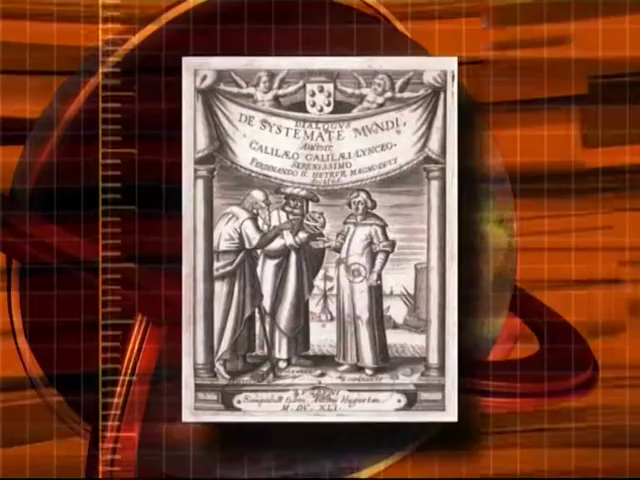 DIALOGVS
DE SYSTEMATE MVNDI,
Auctore
GALILÆO GALILÆI LYNCEO.
SERENISSIMO
FERDINANDO II. HETRVR. MAGNO DVCI
M. DC. XLI.